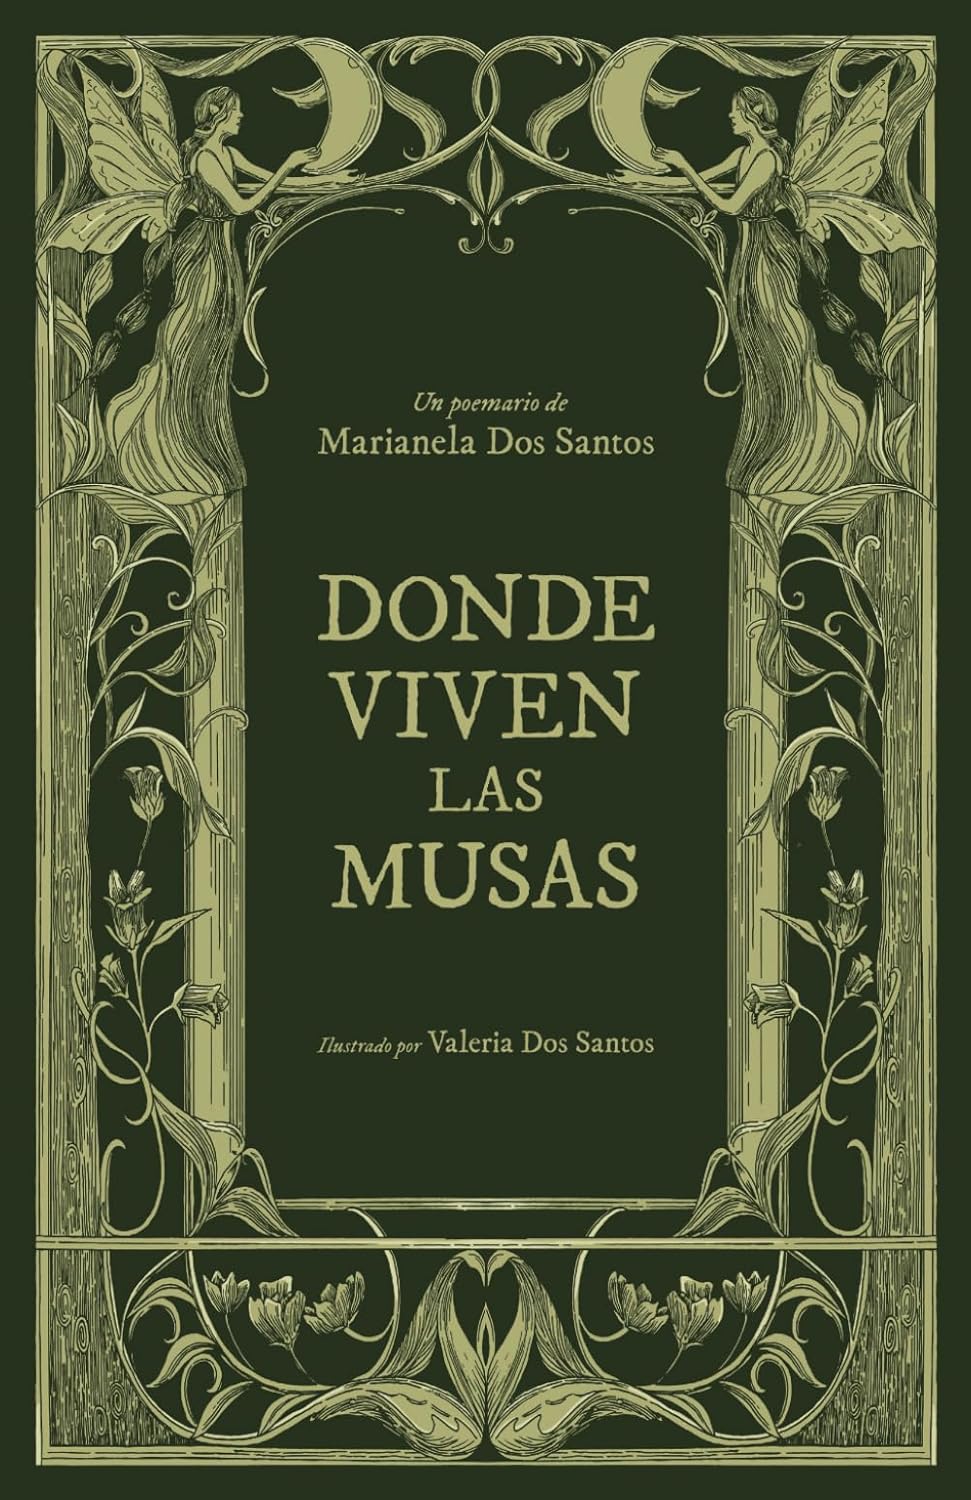 Un poemario de
Marianela Dos Santos
DONDE
VIVEN
LAS
MUSAS
Ilustrado por Valeria Dos Santos